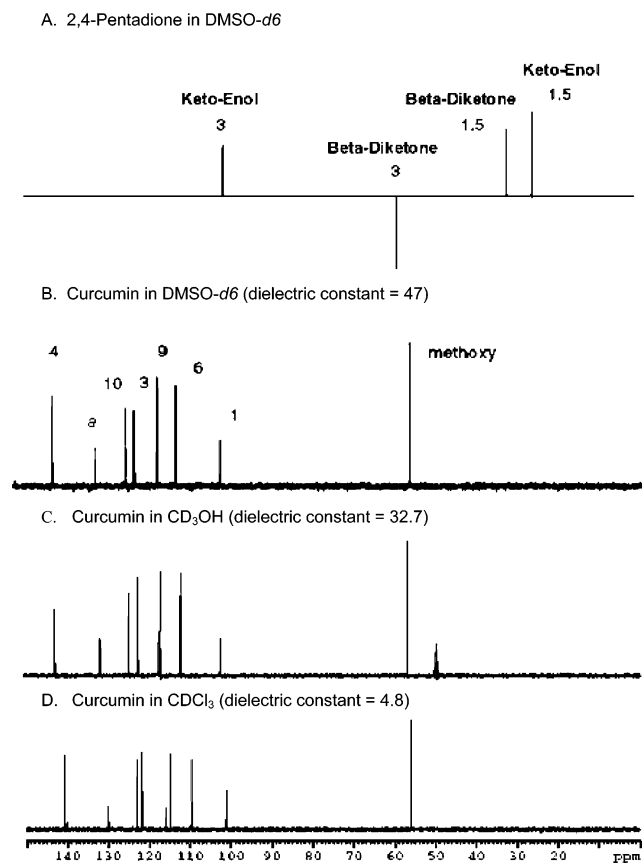 A. 2,4-Pentadione in DMSO-d6
Keto-Enol
1.5
Keto-Enol
3
Beta-Diketone
1.5
Beta-Diketone
3
B. Curcumin in DMSO-d6 (dielectric constant = 47)
4
a
10
3
9
6
1
methoxy
C. Curcumin in CD3OH (dielectric constant = 32.7)
D. Curcumin in CDCl3 (dielectric constant = 4.8)
140 130 120 110 100 90 80 70 60 50 40 30 20 PPM